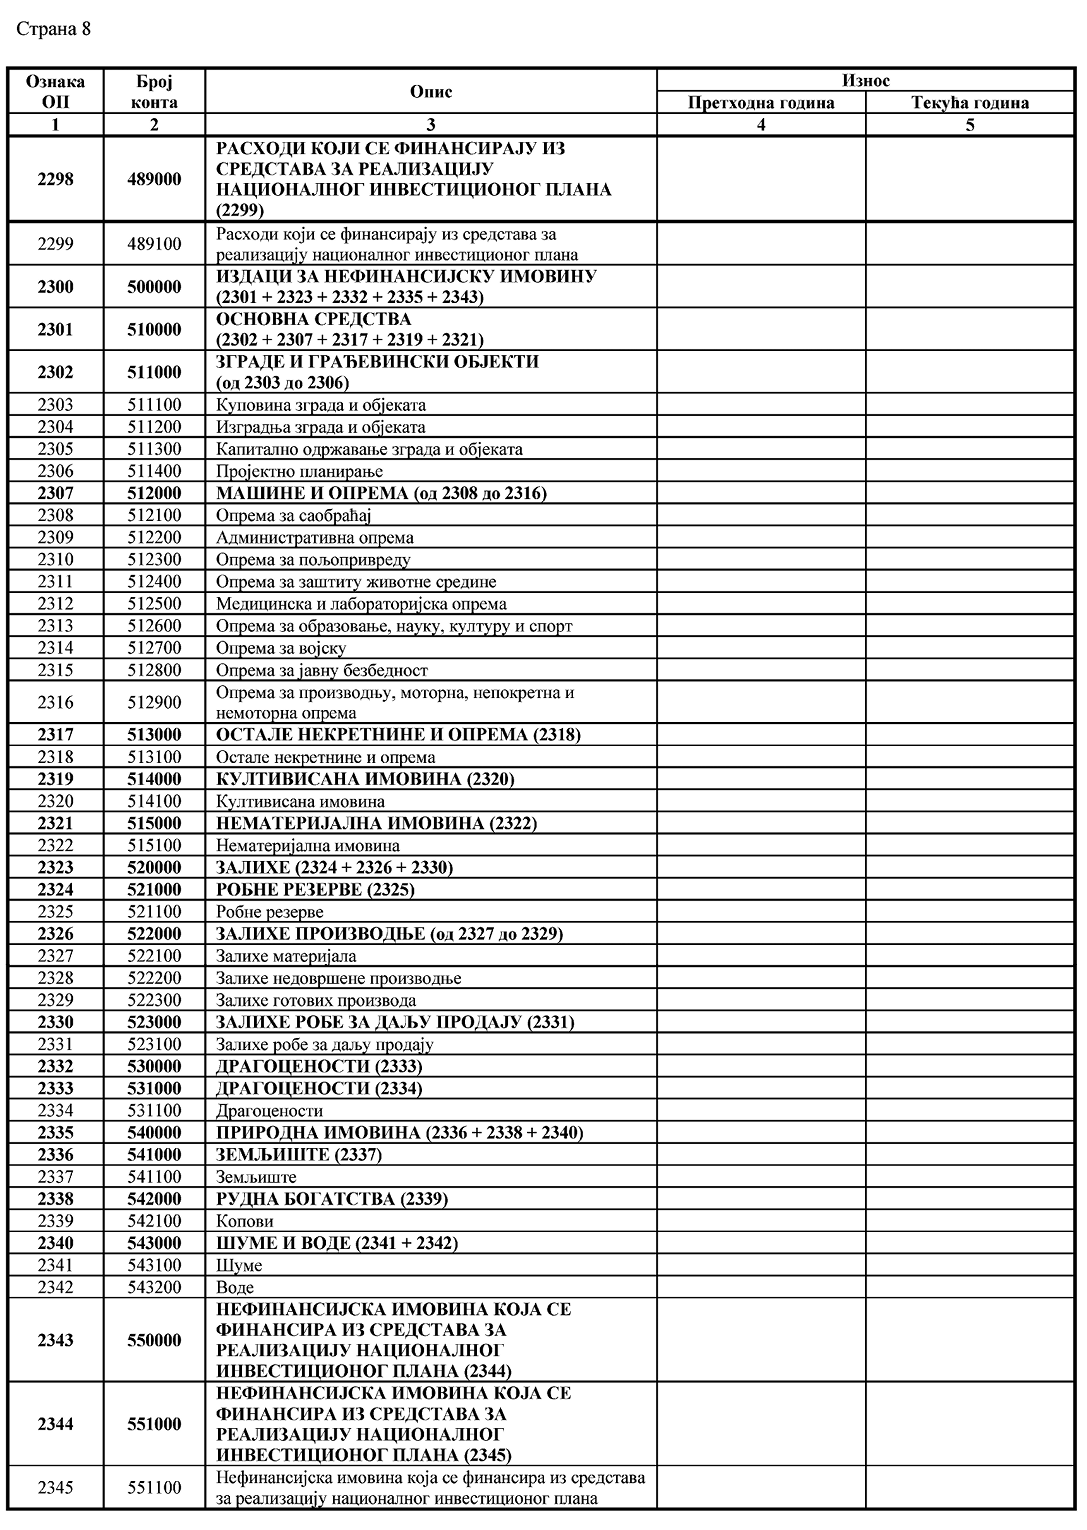 Страна 8
Ознака ОП Број конта Опис Износ
Претходна година Текућа година
1 2 3 4 5
2298 489000 РАСХОДИ КОЈИ СЕ ФИНАНСИРАЈУ ИЗ
СРЕДСТАВА ЗА РЕАЛИЗАЦИЈУ
НАЦИОНАЛНОГ ИНВЕСТИЦИОНОГ ПЛАНА
(2299)
2299 489100 Расходи који се финансирају из средстава за
реализацију националног инвестиционог плана
2300 500000 ИЗДАЦИ ЗА НЕФИНАНСИЈСКУ ИМОВИНУ
(2301 + 2323 + 2332 + 2335 + 2343)
2301 510000 ОСНОВНА СРЕДСТВА
(2302 + 2307 + 2317 + 2319 + 2321)
2302 511000 ЗГРАДЕ И ГРАЂЕВИНСКИ ОБЈЕКТИ
(од 2303 до 2306)
2303 511100 Куповина зграда и објеката
2304 511200 Изградња зграда и објеката
2305 511300 Капитално одржавање зграда и објеката
2306 511400 Пројектно планирање
2307 512000 МАШИНЕ И ОПРЕМА (од 2308 до 2316)
2308 512100 Опрема за саобраћај
2309 512200 Административна опрема
2310 512300 Опрема за пољопривреду
2311 512400 Опрема за заштиту животне средине
2312 512500 Медицинска и лабораторијска опрема
2313 512600 Опрема за образовање, науку, културу и спорт
2314 512700 Опрема за војску
2315 512800 Опрема за јавну безбедност
2316 512900 Опрема за производњу, моторна, непокретна и
немоторна опрема
2317 513000 ОСТАЛЕ НЕКРЕТНИНЕ И ОПРЕМА (2318)
2318 513100 Остале некретнине и опрема
2319 514000 КУЛТИВИСАНА ИМОВИНА (2320)
2320 514100 Култивисана имовина
2321 515000 НЕМАТЕРИЈАЛНА ИМОВИНА (2322)
2322 515100 Нематеријална имовина
2323 520000 ЗАЛИХЕ (2324 + 2326 + 2330)
2324 521000 РОБНЕ РЕЗЕРВЕ (2325)
2325 521100 Робне резерве
2326 522000 ЗАЛИХЕ ПРОИЗВОДЊЕ (од 2327 до 2329)
2327 522100 Залихе материјала
2328 522200 Залихе недовршене производње
2329 522300 Залихе готових производа
2330 523000 ЗАЛИХЕ РОБЕ ЗА ДАЉУ ПРОДАЈУ (2331)
2331 523100 Залихе робе за даљу продају
2332 530000 ДРАГОЦЕНОСТИ (2333)
2333 531000 ДРАГОЦЕНОСТИ (2334)
2334 531100 Драгоцености
2335 540000 ПРИРОДНА ИМОВИНА (2336 + 2338 + 2340)
2336 541000 ЗЕМЉИШТЕ (2337)
2337 541100 Земљиште
2338 542000 РУДНА БОГАТСТВА (2339)
2339 542100 Копови
2340 543000 ШУМЕ И ВОДЕ (2341 + 2342)
2341 543100 Шуме
2342 543200 Воде
2343 550000 НЕФИНАНСИЈСКА ИМОВИНА КОЈА СЕ
ФИНАНСИРА ИЗ СРЕДСТАВА ЗА
РЕАЛИЗАЦИЈУ НАЦИОНАЛНОГ
ИНВЕСТИЦИОНОГ ПЛАНА (2344)
2344 551000 НЕФИНАНСИЈСКА ИМОВИНА КОЈА СЕ
ФИНАНСИРА ИЗ СРЕДСТАВА ЗА
РЕАЛИЗАЦИЈУ НАЦИОНАЛНОГ
ИНВЕСТИЦИОНОГ ПЛАНА (2345)
2345 551100 Нефинансијска имовина која се финансира из средстава
за реализацију националног инвестиционог плана